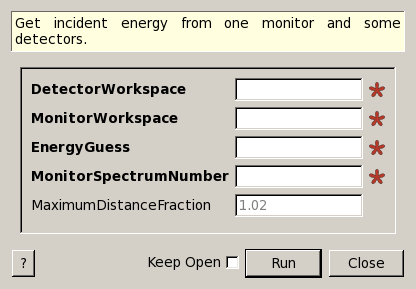 Get incident energy from one monitor and some
detectors.
DetectorWorkspace
MonitorWorkspace
EnergyGuess
MonitorSpectrumNumber
MaximumDistanceFraction 1.02
? Keep Open Run Close